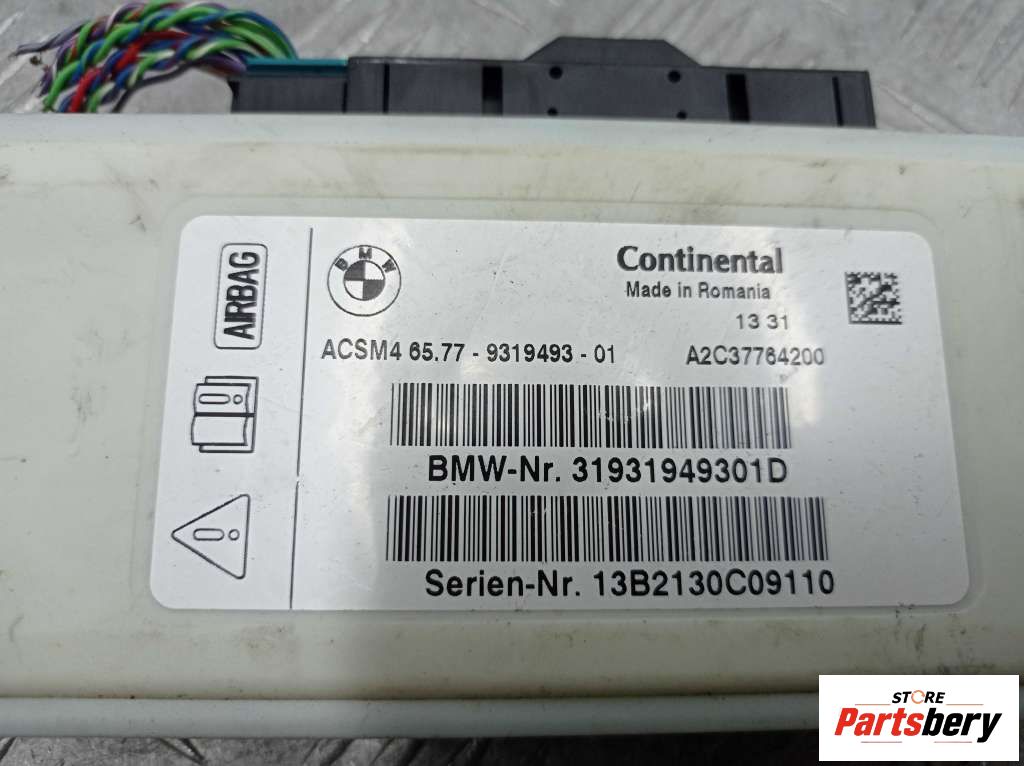 AIRBAG
BMW
Continental
Made in Romania
13 31
ACSM4 65.77 - 9319493 - 01 A2C37764200
BMW-Nr. 31931949301D
Serien-Nr. 13B2130C09110
STORE
Partsbery